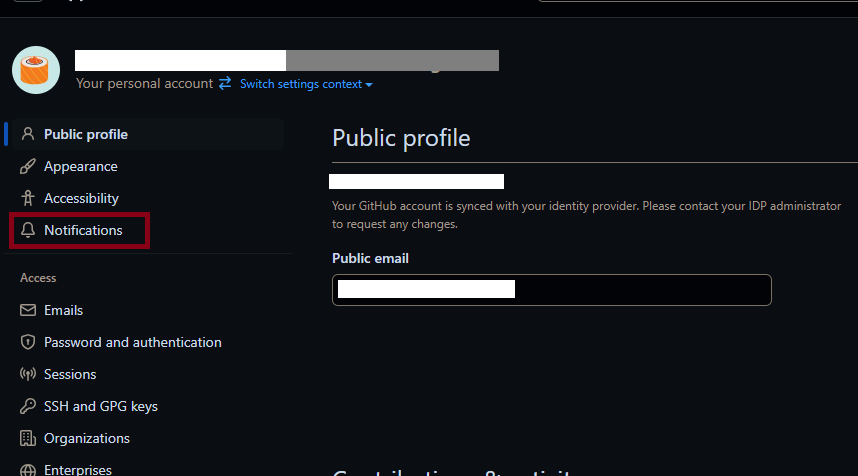 Your personal account Switch settings context
Public profile
Appearance
Accessibility
Notifications
Access
Emails
Password and authentication
Sessions
SSH and GPG keys
Organizations
Enterprises
Public profile
Your GitHub account is synced with your identity provider. Please contact your IDP administrator
to request any changes.
Public email